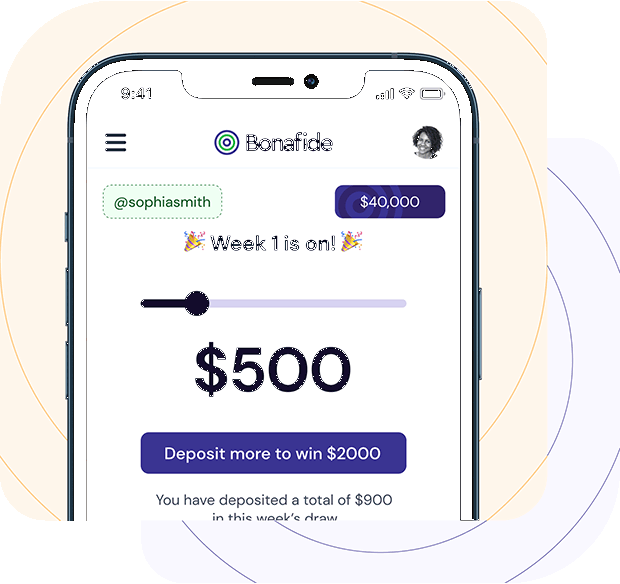 9:41
Bonafide
@sophiasmith
$40,000
🎉 Week 1 is on! 🎉
$500
Deposit more to win $2000
You have deposited a total of $900
in this week's draw